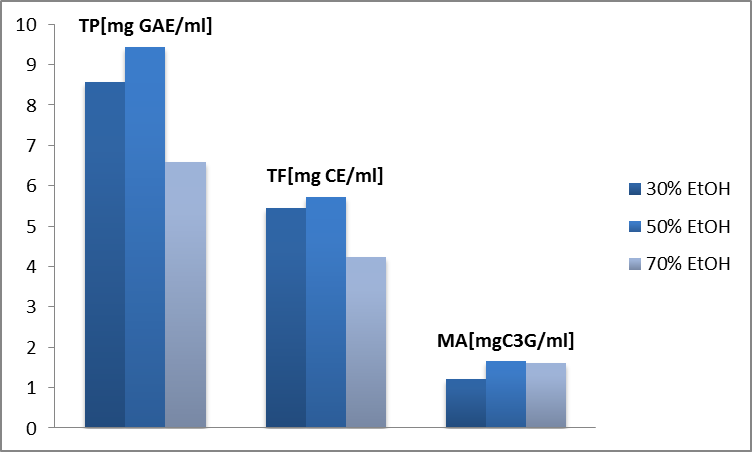 TP[mg GAE/ml]
TF[mg CE/ml]
MA[mgC3G/ml]
10
9
8
7
6
5
4
3
2
1
0
30% EtOH
50% EtOH
70% EtOH